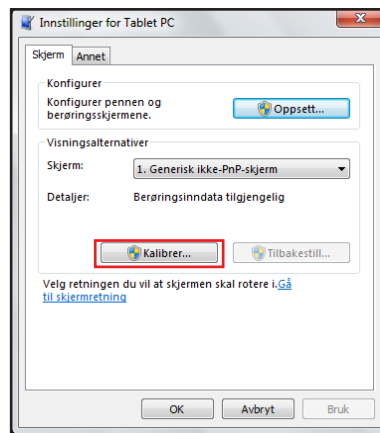 Innstillinger for Tablet PC
Skjerm Annet
Konfigurer
Konfigurer pennen og
berøringsskjermene.
Oppsett...
Visningsalternativer
Skjerm: 1. Generisk ikke-PnP-skjerm
Detaljer: Berøringsinndata tilgjengelig
Kalibrer... Tilbakestill...
Velg retningen du vil at skjermen skal rotere i.Gå
til skjermretning
OK Avbryt Bruk